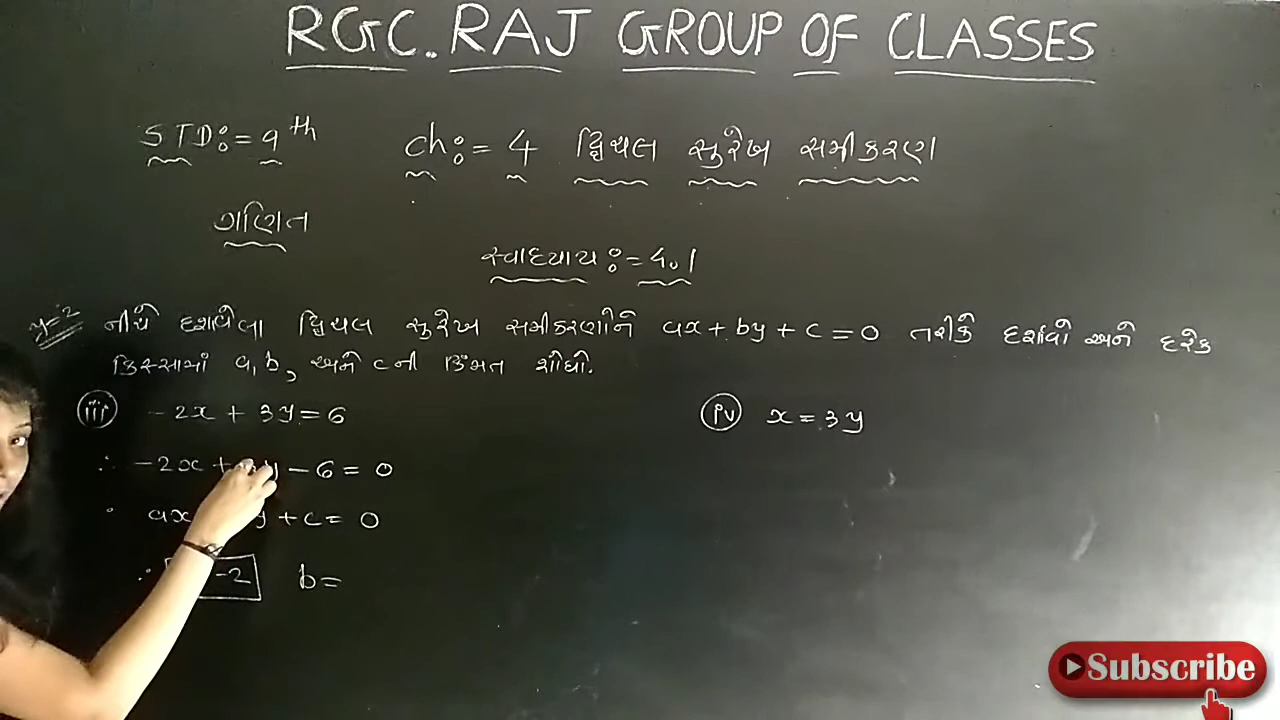 RGC. RAJ GROUP OF CLASSES
STD:= 9th ch:= 4 દ્વિચલ સુરેખ સમીકરણ
ગણિત
સ્વાધ્યાય := 4.1
નીચે દર્શાવેલા દ્વિચલ સુરેખ સમીકરણોને ax + by + c = 0 તરીકે દર્શાવો અને દરેક
કિસ્સામાં a, b, અને c ની કિંમત શોધો.
(iii) -2x + 3y = 6
(iv) x = 3y
∴ -2x + y - 6 = 0
ax y + c = 0
∴ -2 b =
Subscribe